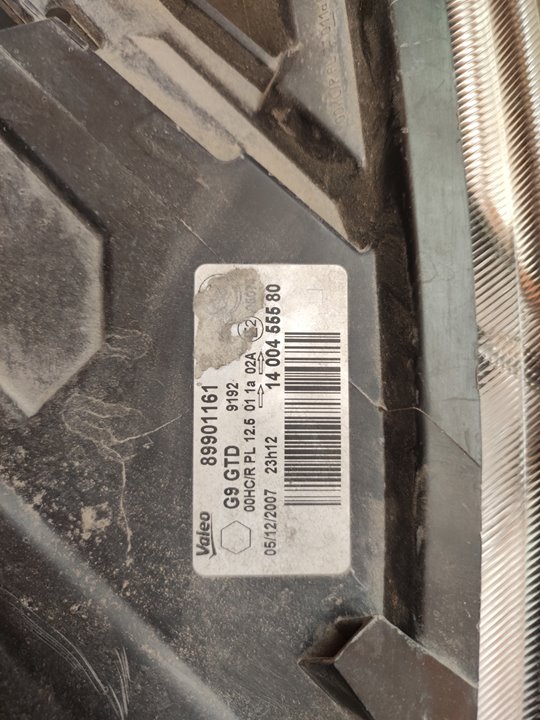 Valeo
89901161
G9 GTD 9192
00HC/R PL 12.5 01 1a 02A E2
05/12/2007 23h12
14 004 555 80